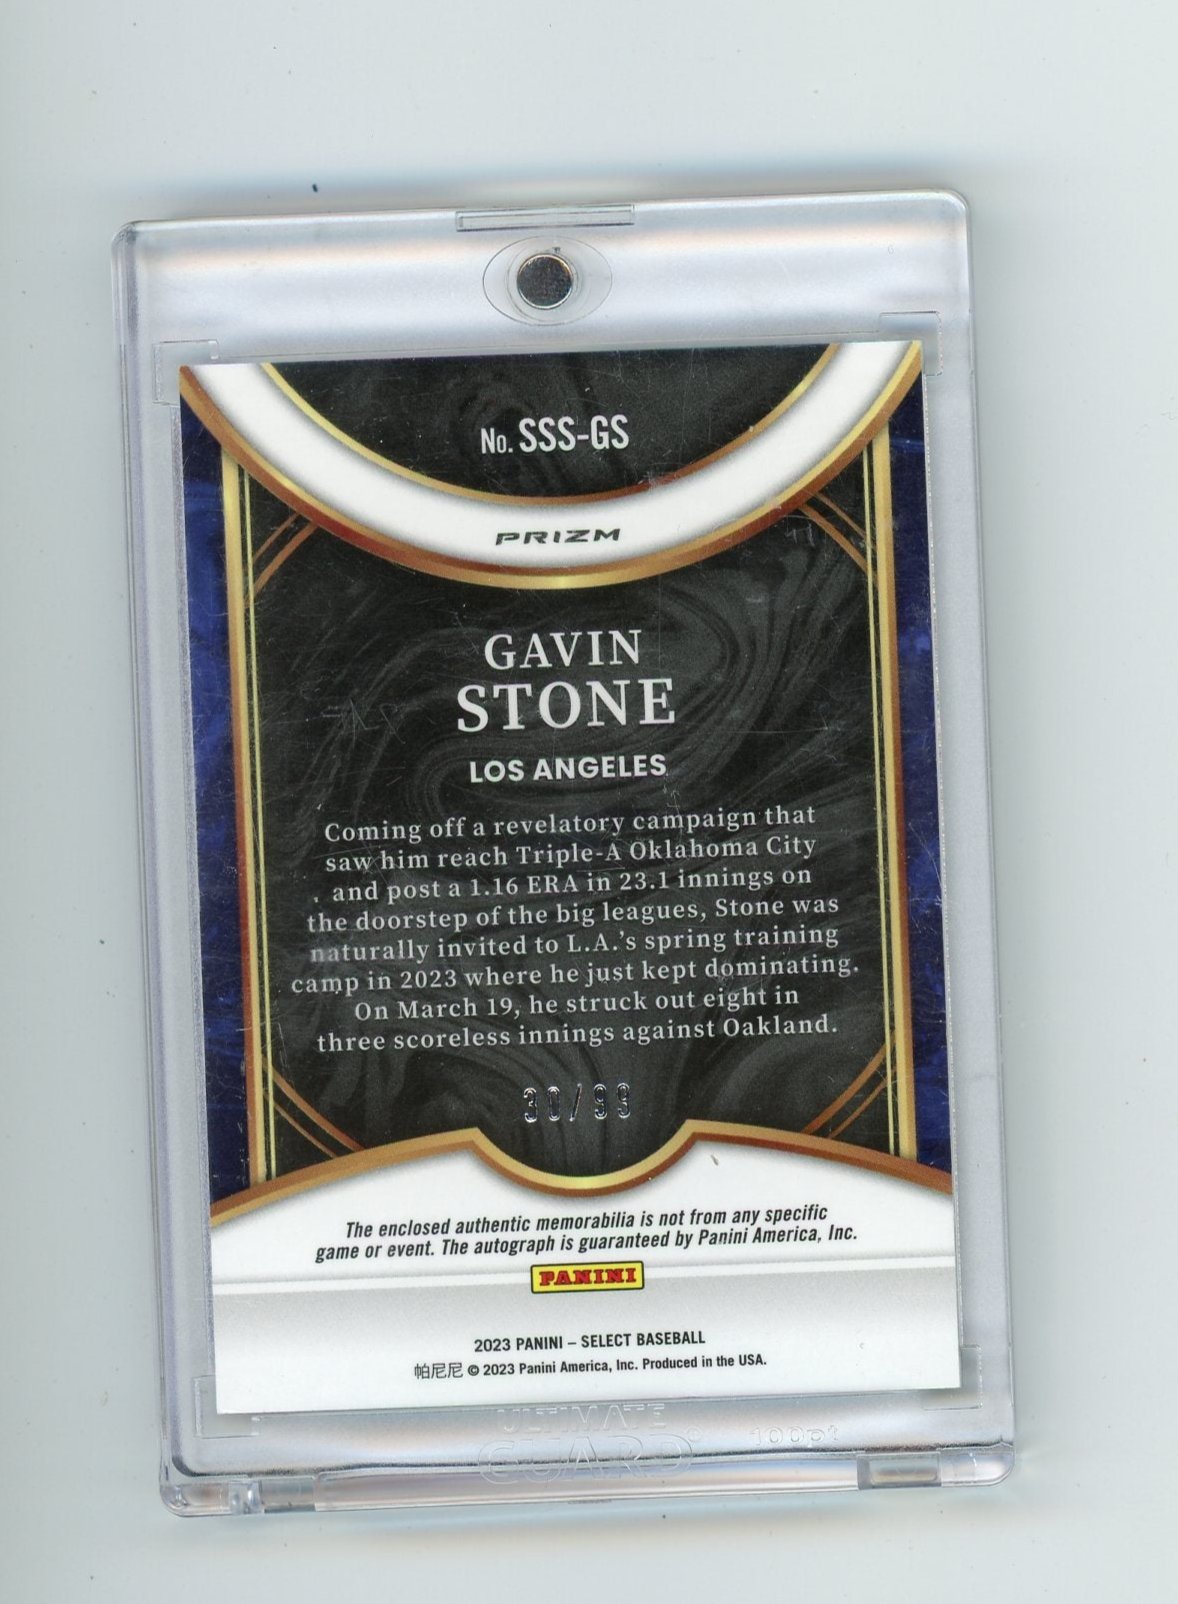 No. SSS-GS
PRIZM
GAVIN
STONE
LOS ANGELES
Coming off a revelatory campaign that
saw him reach Triple-A Oklahoma City
and post a 1.16 ERA in 23.1 innings on
the doorstep of the big leagues, Stone was
naturally invited to L.A.'s spring training
camp in 2023 where he just kept dominating.
On March 19, he struck out eight in
three scoreless innings against Oakland.
30/99
The enclosed authentic memorabilia is not from any specific
game or event. The autograph is guaranteed by Panini America, Inc.
PANINI
2023 PANINI – SELECT BASEBALL
帕尼尼 © 2023 Panini America, Inc. Produced in the USA.
ULTIMATE
GUARD® 100pt